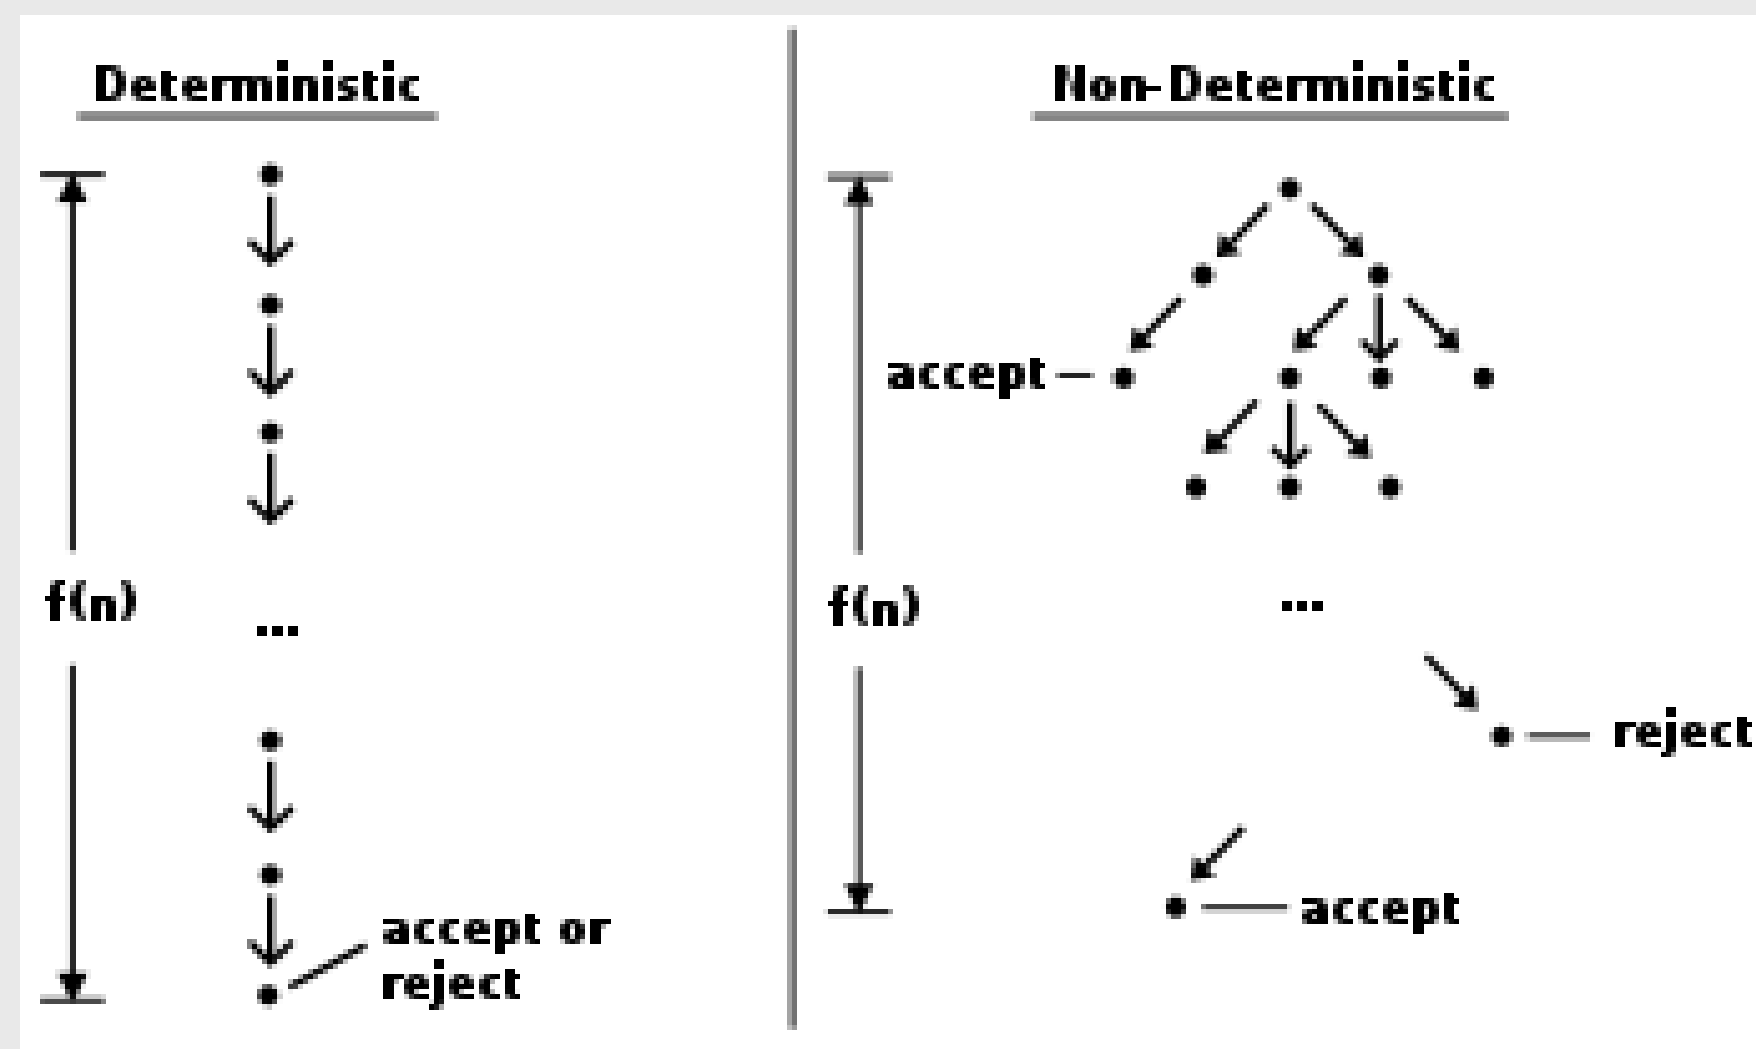 Deterministic
f(n)
...
accept or
reject
Non-Deterministic
accept
f(n)
...
reject
accept